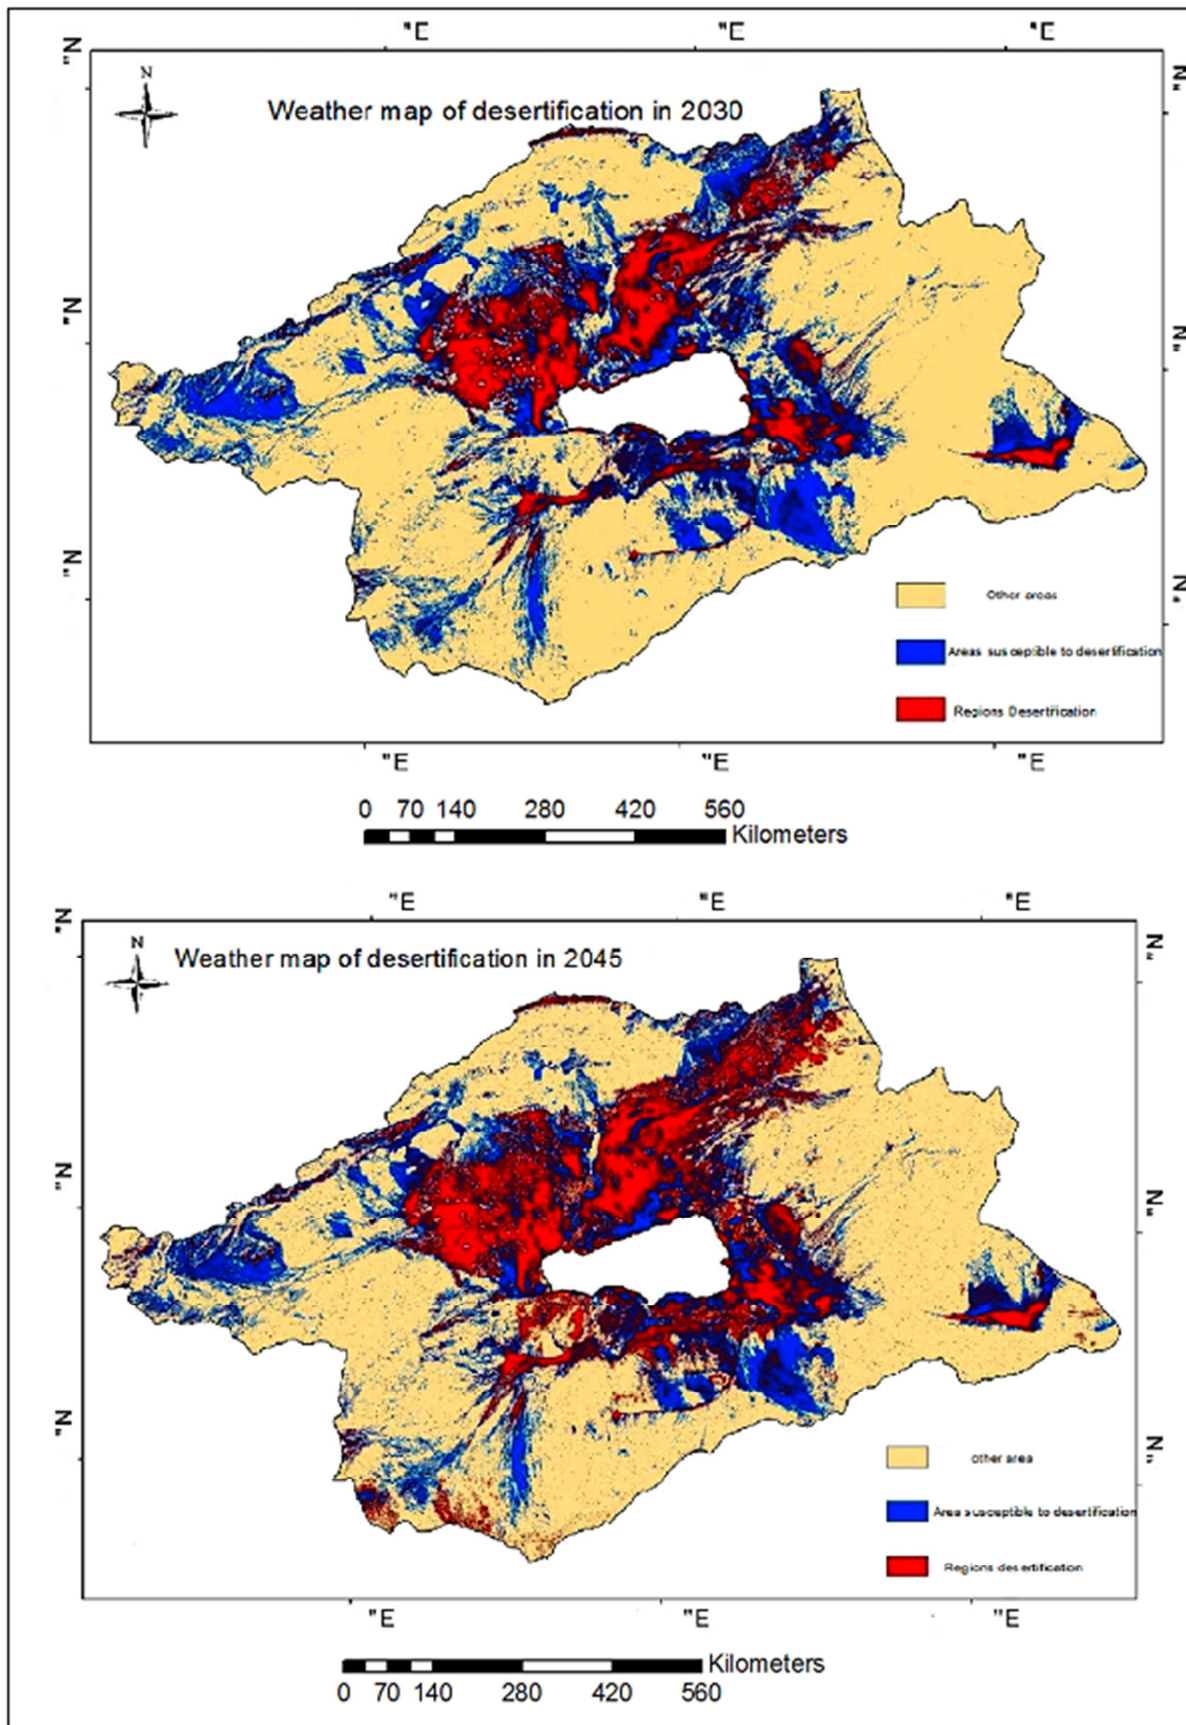 "E "E "E
N" N"
N
Weather map of desertification in 2030
N" N"
N" N"
Other areas
Areas susceptible to desertification
Regions Desertification
"E "E "E
0 70 140 280 420 560
Kilometers
"E "E "E
N" N"
N
Weather map of desertification in 2045
N" N"
N" N"
other area
Area susceptible to desertification
Regions desertification
"E "E "E
Kilometers
0 70 140 280 420 560